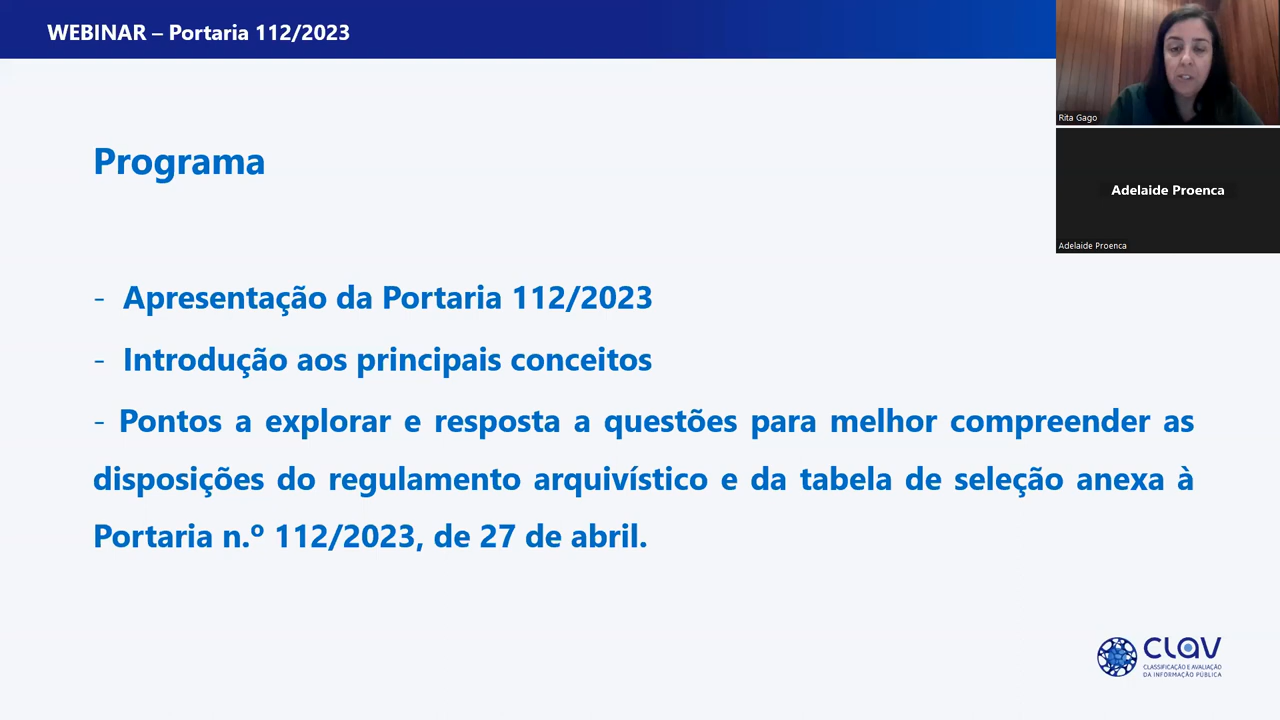 WEBINAR – Portaria 112/2023
Rita Gago
Adelaide Proenca
Adelaide Proenca
Programa
- Apresentação da Portaria 112/2023
- Introdução aos principais conceitos
- Pontos a explorar e resposta a questões para melhor compreender as
disposições do regulamento arquivístico e da tabela de seleção anexa à
Portaria n.º 112/2023, de 27 de abril.
CLAV
CLASSIFICAÇÃO E AVALIAÇÃO
DA INFORMAÇÃO PÚBLICA